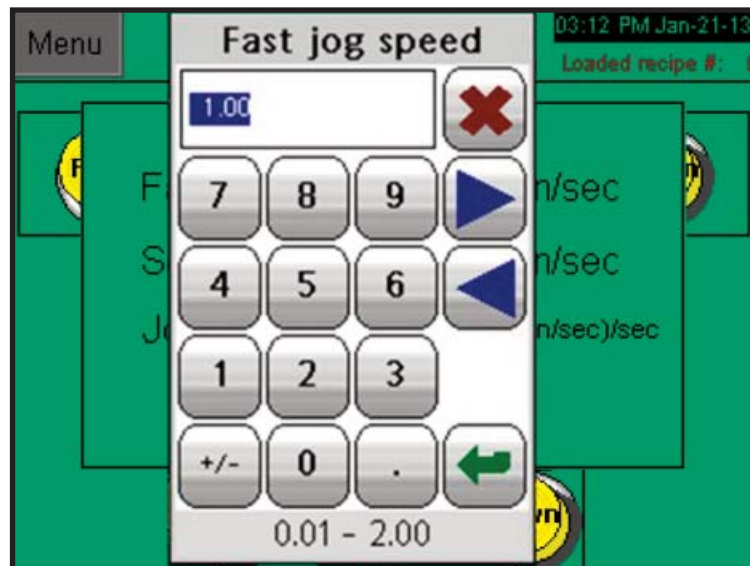 Menu
Fast jog speed
03:12 PM Jan-21-13
Loaded recipe #:
1.00
7 8 9
n/sec
4 5 6
n/sec
1 2 3
n/sec)/sec
+/- 0 .
0.01 - 2.00